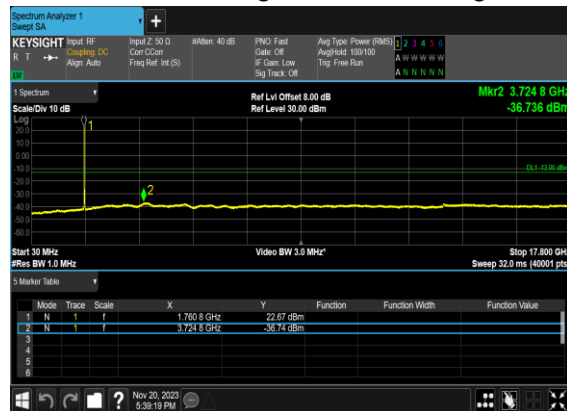 Spectrum Analyzer 1
Swept SA
+
KEYSIGHT Input: RF Input Z: 50 Ω #Atten: 40 dB PNO: Fast Avg Type: Power (RMS) 1 2 3 4 5 6
R T Coupling: DC Corr CCorr Gate: Off Avg|Hold: 100/100 A W W W W W
Align: Auto Freq Ref: Int (S) IF Gain: Low Trig: Free Run
Sig Track: Off A N N N N N
1 Spectrum Ref Lvl Offset 8.00 dB Mkr2 3.724 8 GHz
Scale/Div 10 dB Ref Level 30.00 dBm -36.736 dBm
Log
20.0 1
10.0
0.00
-10.0 DL1 -13.00 dBm
-20.0
-30.0 2
-40.0
-50.0
-60.0
Start 30 MHz Video BW 3.0 MHz* Stop 17.800 GHz
#Res BW 1.0 MHz Sweep 32.0 ms (40001 pts)
5 Marker Table
Mode Trace Scale X Y Function Function Width Function Value
1 N 1 f 1.760 8 GHz 22.67 dBm
2 N 1 f 3.724 8 GHz -36.74 dBm
3
4
5
6
? Nov 20, 2023
5:39:19 PM